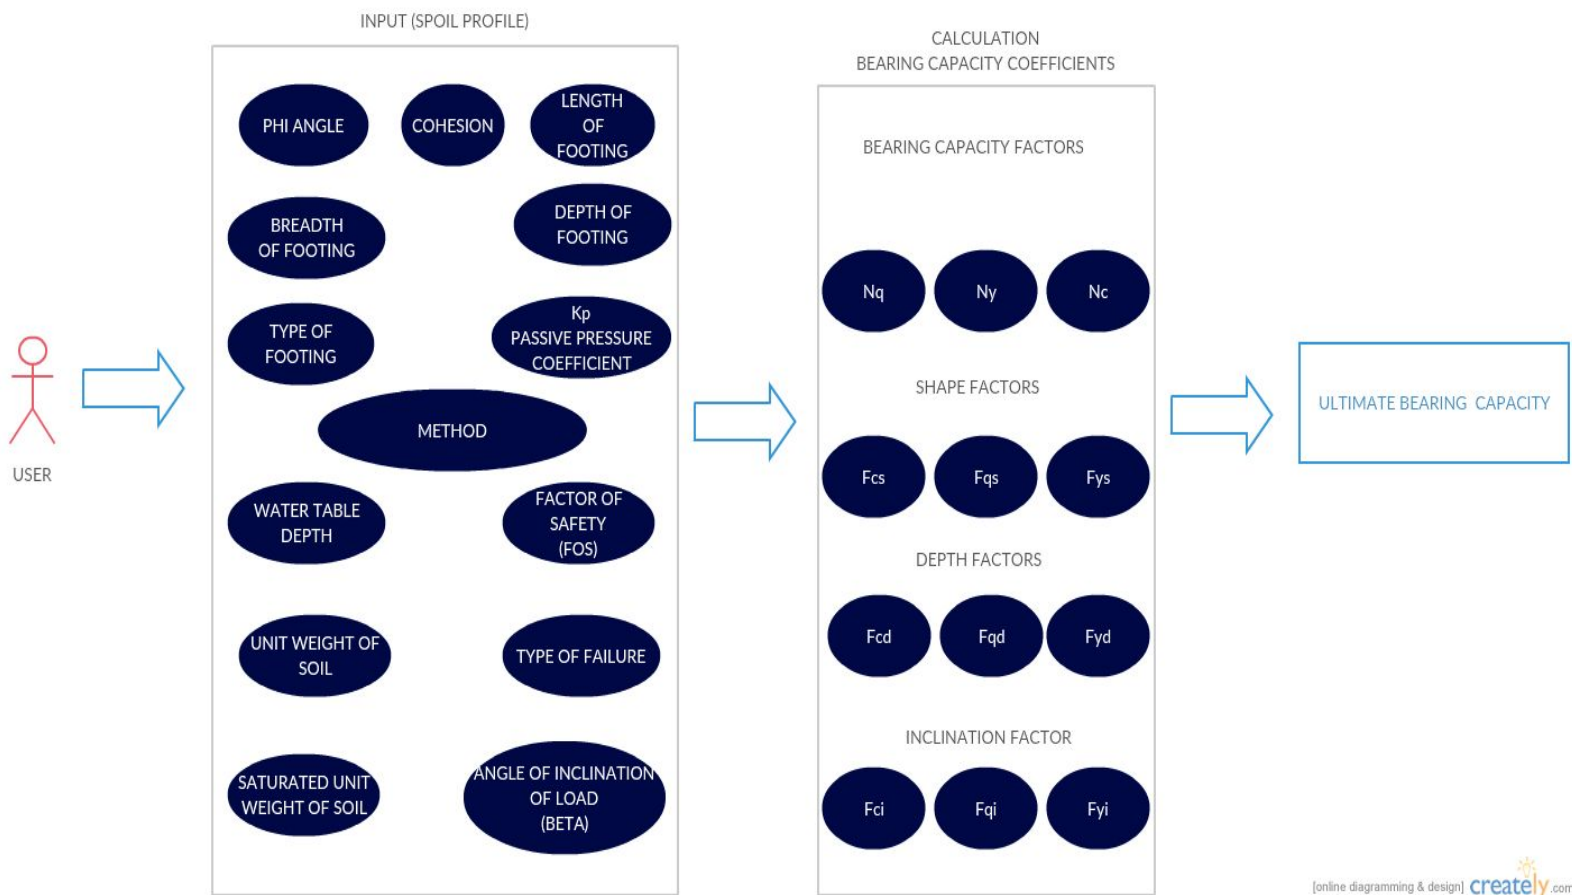 INPUT (SPOIL PROFILE)
PHI ANGLE
COHESION
LENGTH
OF
FOOTING
BREADTH
OF FOOTING
DEPTH OF
FOOTING
TYPE OF
FOOTING
Kp
PASSIVE PRESSURE
COEFFICIENT
METHOD
WATER TABLE
DEPTH
FACTOR OF
SAFETY
(FOS)
UNIT WEIGHT OF
SOIL
TYPE OF FAILURE
SATURATED UNIT
WEIGHT OF SOIL
ANGLE OF INCLINATION
OF LOAD
(BETA)
USER
CALCULATION
BEARING CAPACITY COEFFICIENTS
BEARING CAPACITY FACTORS
Nq
Ny
Nc
SHAPE FACTORS
Fcs
Fqs
Fys
DEPTH FACTORS
Fcd
Fqd
Fyd
INCLINATION FACTOR
Fci
Fqi
Fyi
ULTIMATE BEARING CAPACITY
[online diagramming & design] creately.com